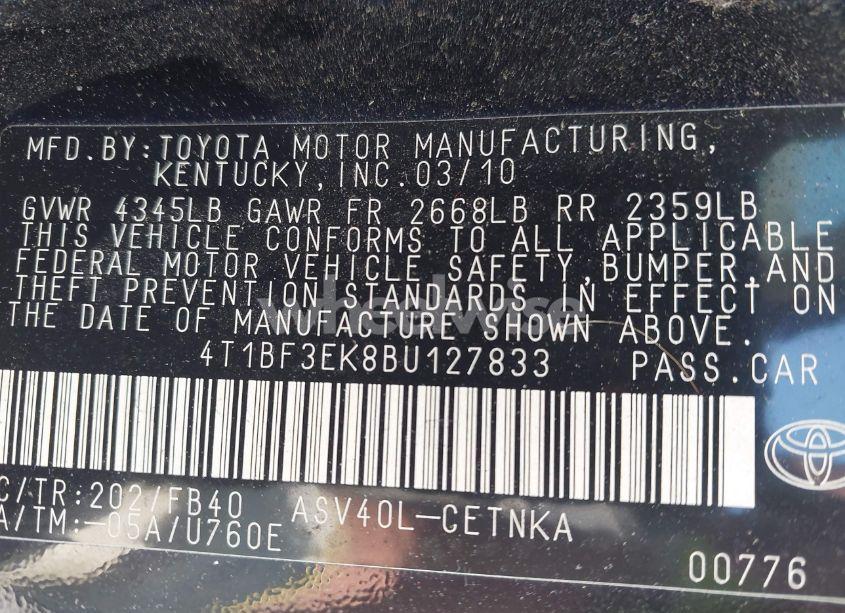 MFD.BY:TOYOTA MOTOR MANUFACTURING,
KENTUCKY,INC.03/10
GVWR 4345LB GAWR FR 2668LB RR 2359LB
THIS VEHICLE CONFORMS TO ALL APPLICABLE
FEDERAL MOTOR VEHICLE SAFETY,BUMPER,AND
THEFT PREVENTION STANDARDS IN EFFECT ON
THE DATE OF MANUFACTURE SHOWN ABOVE.
wheelwise
4T1BF3EK8BU127833 PASS.CAR
C/TR:202/FB40 ASV40L-CETNKA
A/TM:-05A/U760E
00776